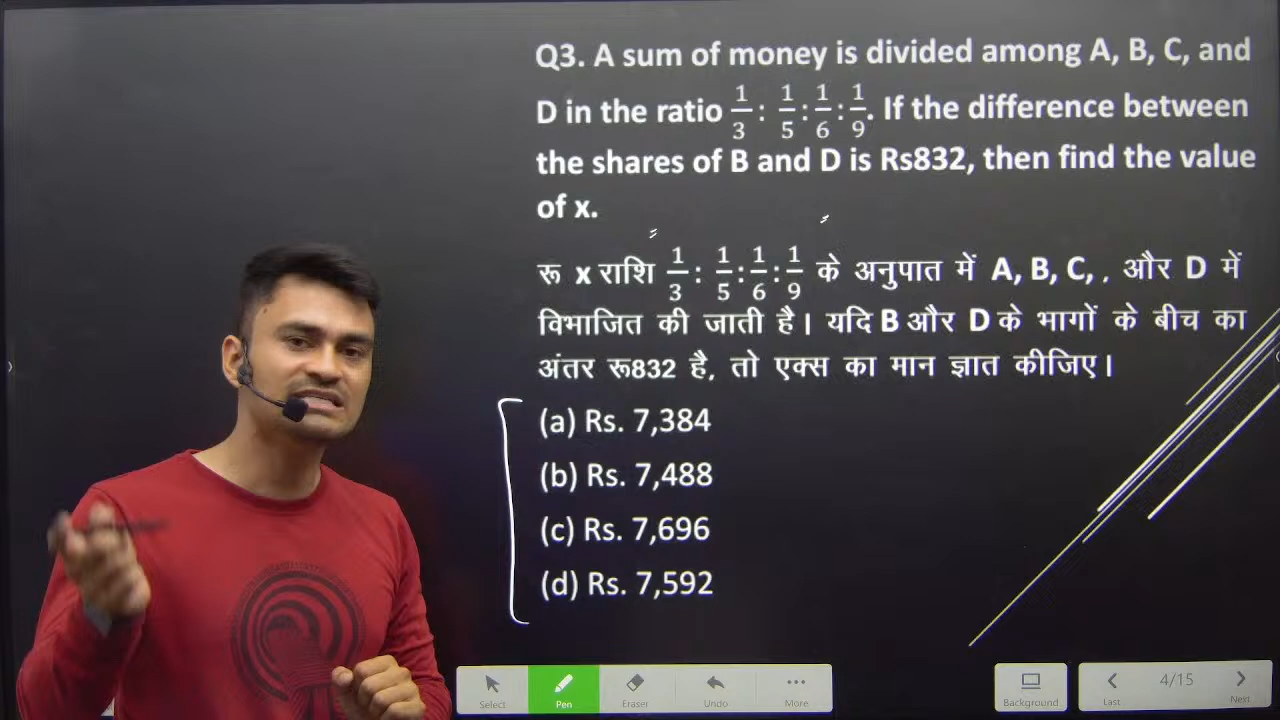 Q3. A sum of money is divided among A, B, C, and
D in the ratio 1/3 : 1/5 : 1/6 : 1/9. If the difference between
the shares of B and D is Rs832, then find the value
of x.
रू x राशि 1/3 : 1/5 : 1/6 : 1/9 के अनुपात में A, B, C, , और D में
विभाजित की जाती है। यदि B और D के भागों के बीच का
अंतर रू832 है, तो एक्स का मान ज्ञात कीजिए।
(a) Rs. 7,384
(b) Rs. 7,488
(c) Rs. 7,696
(d) Rs. 7,592
Select Pen Eraser Undo More Background Last 4/15 Next